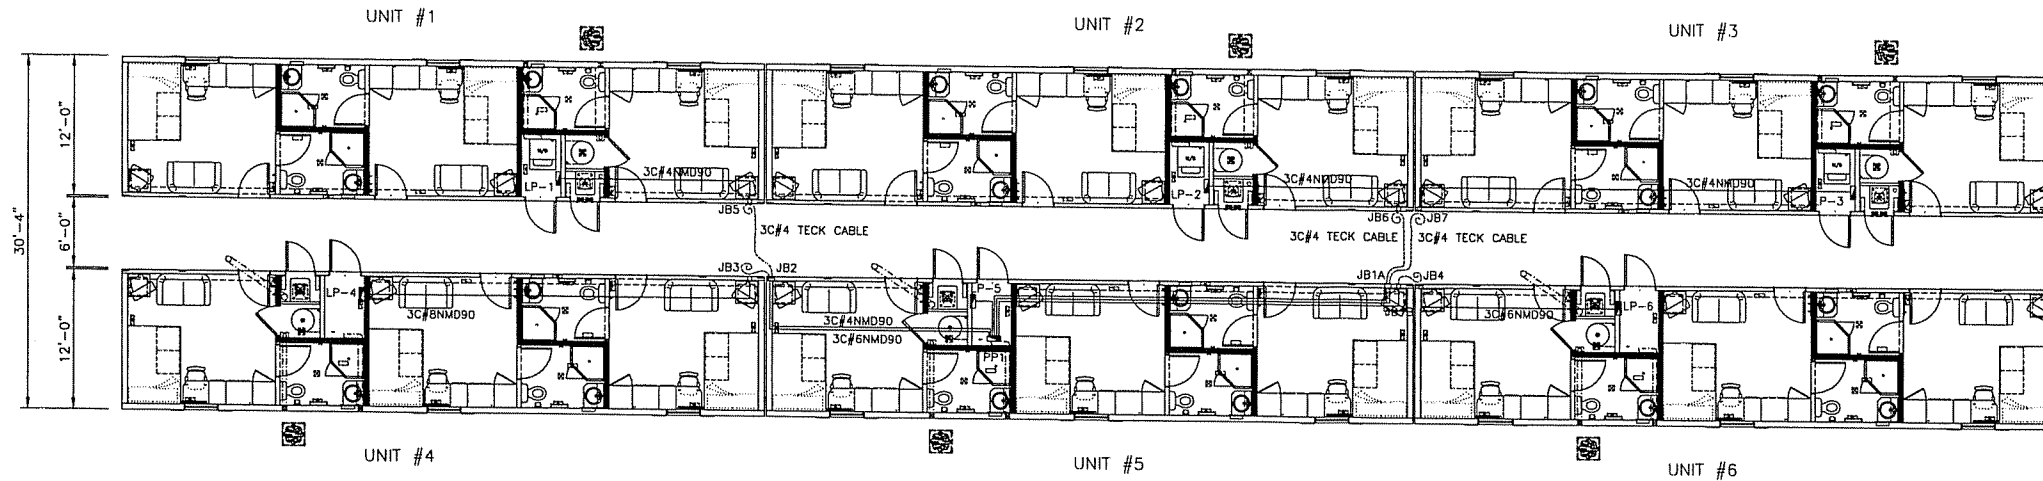 UNIT #1
UNIT #2
UNIT #3
30'-4"
12'-0"
6'-0"
12'-0"
LP-1
3C#4NMD90
LP-2
3C#4NMD90
3C#4NMD90
P-3
JB5
JB6
JB7
3C#4 TECK CABLE
3C#4 TECK CABLE
3C#4 TECK CABLE
JB3
JB2
JB1A
JB4
LP-4
P-5
LP-6
3C#8NMD90
3C#4NMD90
3C#6NMD90
3C#6NMD90
PP1
UNIT #4
UNIT #5
UNIT #6